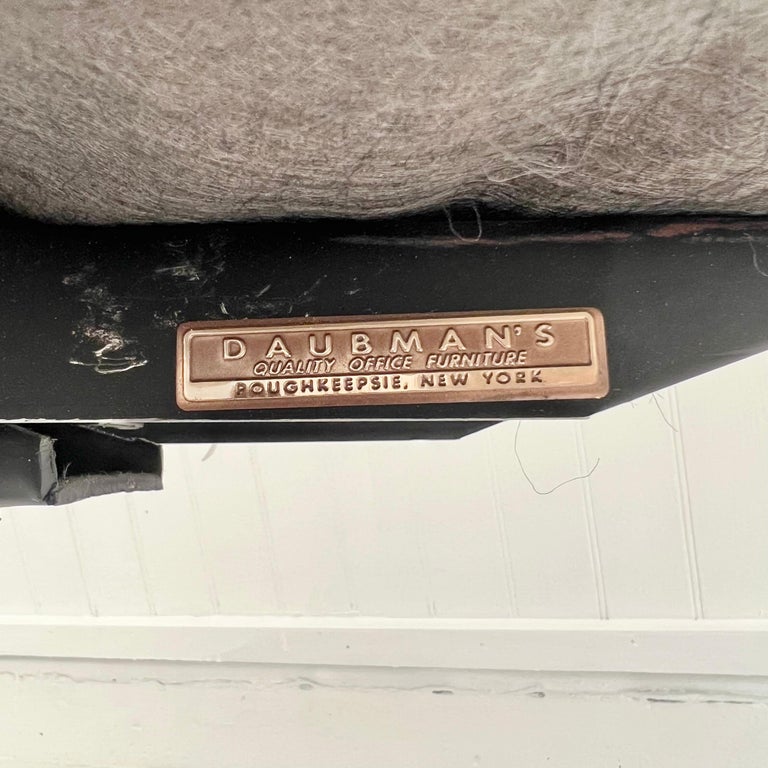 DAUBMAN'S
QUALITY OFFICE FURNITURE
POUGHKEEPSIE, NEW YORK